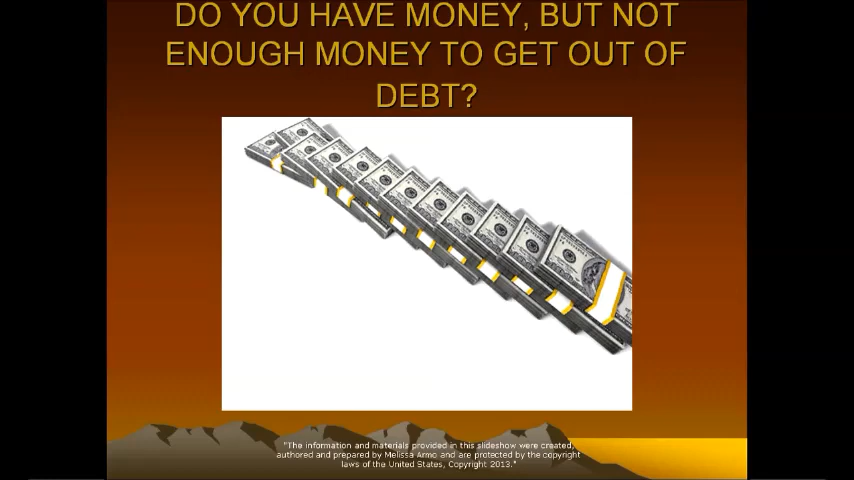 DO YOU HAVE MONEY, BUT NOT
ENOUGH MONEY TO GET OUT OF
DEBT?
"The information and materials provided in this slideshow were created,
authored and prepared by Melissa Armo and are protected by the copyright
laws of the United States, Copyright 2013."